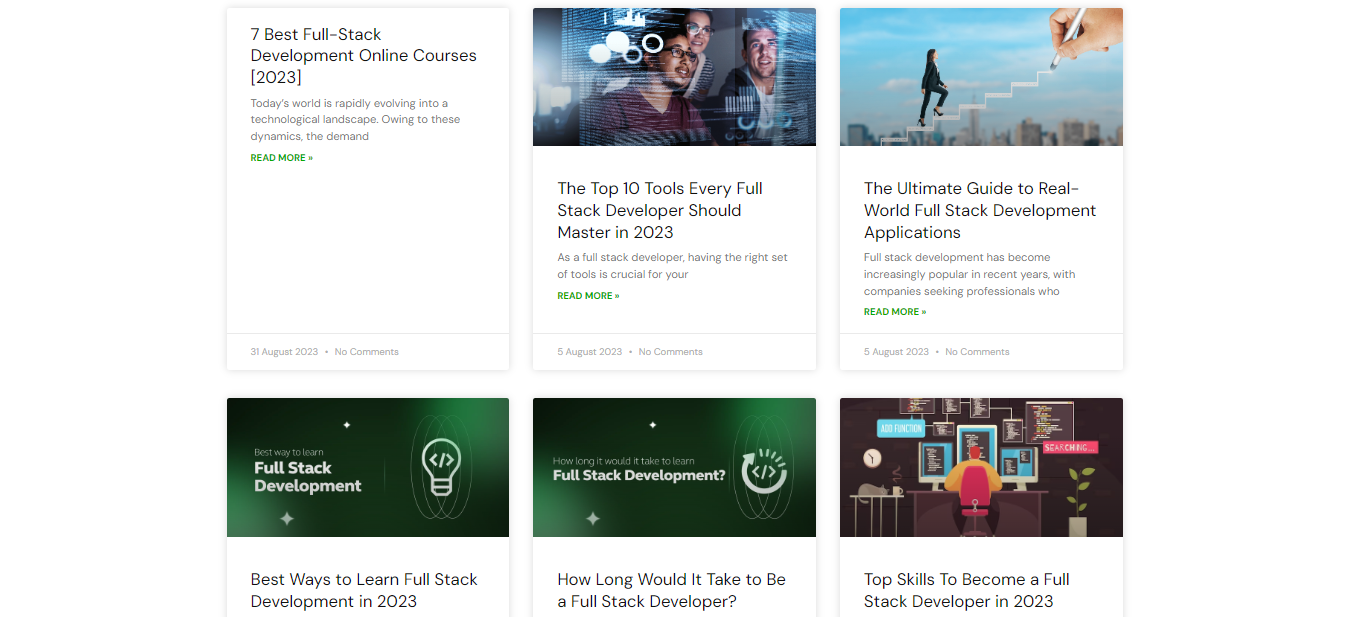 7 Best Full-Stack
Development Online Courses
[2023]
Today's world is rapidly evolving into a
technological landscape. Owing to these
dynamics, the demand
READ MORE »
31 August 2023 • No Comments
The Top 10 Tools Every Full
Stack Developer Should
Master in 2023
As a full stack developer, having the right set
of tools is crucial for your
READ MORE »
5 August 2023 • No Comments
The Ultimate Guide to Real-
World Full Stack Development
Applications
Full stack development has become
increasingly popular in recent years, with
companies seeking professionals who
READ MORE »
5 August 2023 • No Comments
Best way to learn
Full Stack
Development
</>
Best Ways to Learn Full Stack
Development in 2023
How long it would it take to learn
Full Stack Development?
</>
How Long Would It Take to Be
a Full Stack Developer?
ADD FUNCTION
SEARCHING...
Top Skills To Become a Full
Stack Developer in 2023